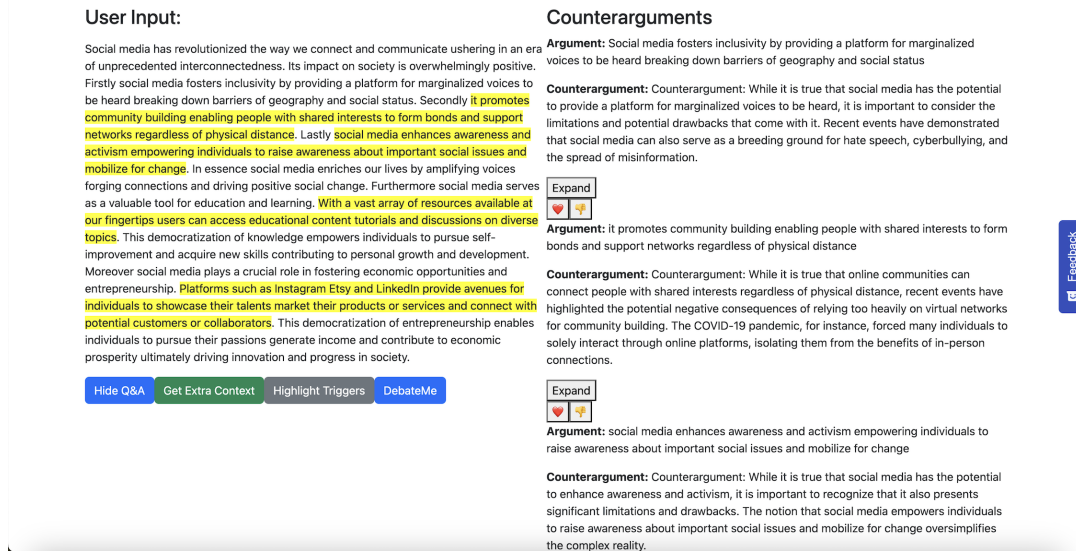 User Input:
Social media has revolutionized the way we connect and communicate ushering in an era
of unprecedented interconnectedness. Its impact on society is overwhelmingly positive.
Firstly social media fosters inclusivity by providing a platform for marginalized voices to
be heard breaking down barriers of geography and social status. Secondly it promotes
community building enabling people with shared interests to form bonds and support
networks regardless of physical distance. Lastly social media enhances awareness and
activism empowering individuals to raise awareness about important social issues and
mobilize for change. In essence social media enriches our lives by amplifying voices
forging connections and driving positive social change. Furthermore social media serves
as a valuable tool for education and learning. With a vast array of resources available at
our fingertips users can access educational content tutorials and discussions on diverse
topics. This democratization of knowledge empowers individuals to pursue self-
improvement and acquire new skills contributing to personal growth and development.
Moreover social media plays a crucial role in fostering economic opportunities and
entrepreneurship. Platforms such as Instagram Etsy and LinkedIn provide avenues for
individuals to showcase their talents market their products or services and connect with
potential customers or collaborators. This democratization of entrepreneurship enables
individuals to pursue their passions generate income and contribute to economic
prosperity ultimately driving innovation and progress in society.
Hide Q&A Get Extra Context Highlight Triggers DebateMe
Counterarguments
Argument: Social media fosters inclusivity by providing a platform for marginalized
voices to be heard breaking down barriers of geography and social status
Counterargument: Counterargument: While it is true that social media has the potential
to provide a platform for marginalized voices to be heard, it is important to consider the
limitations and potential drawbacks that come with it. Recent events have demonstrated
that social media can also serve as a breeding ground for hate speech, cyberbullying, and
the spread of misinformation.
Expand
Argument: it promotes community building enabling people with shared interests to form
bonds and support networks regardless of physical distance
Counterargument: Counterargument: While it is true that online communities can
connect people with shared interests regardless of physical distance, recent events have
highlighted the potential negative consequences of relying too heavily on virtual networks
for community building. The COVID-19 pandemic, for instance, forced many individuals to
solely interact through online platforms, isolating them from the benefits of in-person
connections.
Expand
Argument: social media enhances awareness and activism empowering individuals to
raise awareness about important social issues and mobilize for change
Counterargument: Counterargument: While it is true that social media has the potential
to enhance awareness and activism, it is important to recognize that it also presents
significant limitations and drawbacks. The notion that social media empowers individuals
to raise awareness about important social issues and mobilize for change oversimplifies
the complex reality.
Feedback